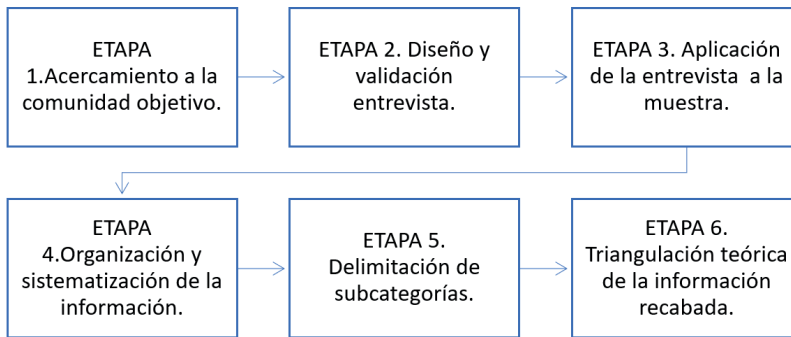 ETAPA
1.Acercamiento a la
comunidad objetivo.
ETAPA 2. Diseño y
validación
entrevista.
ETAPA 3. Aplicación
de la entrevista a la
muestra.
ETAPA
4.Organización y
sistematización de la
información.
ETAPA 5.
Delimitación de
subcategorías.
ETAPA 6.
Triangulación teórica
de la información
recabada.